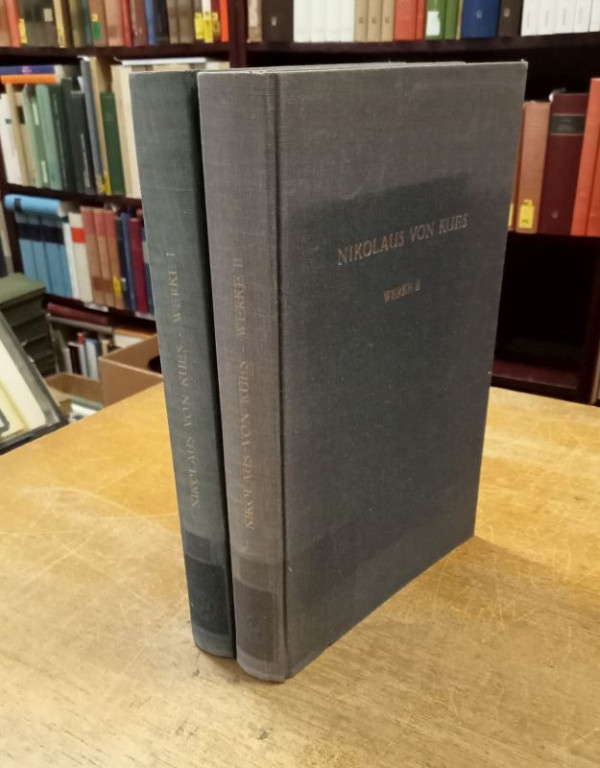 NIKOLAUS VON KUES WERKE I
NIKOLAUS VON KUES WERKE II
NIKOLAUS VON KUES
WERKE II